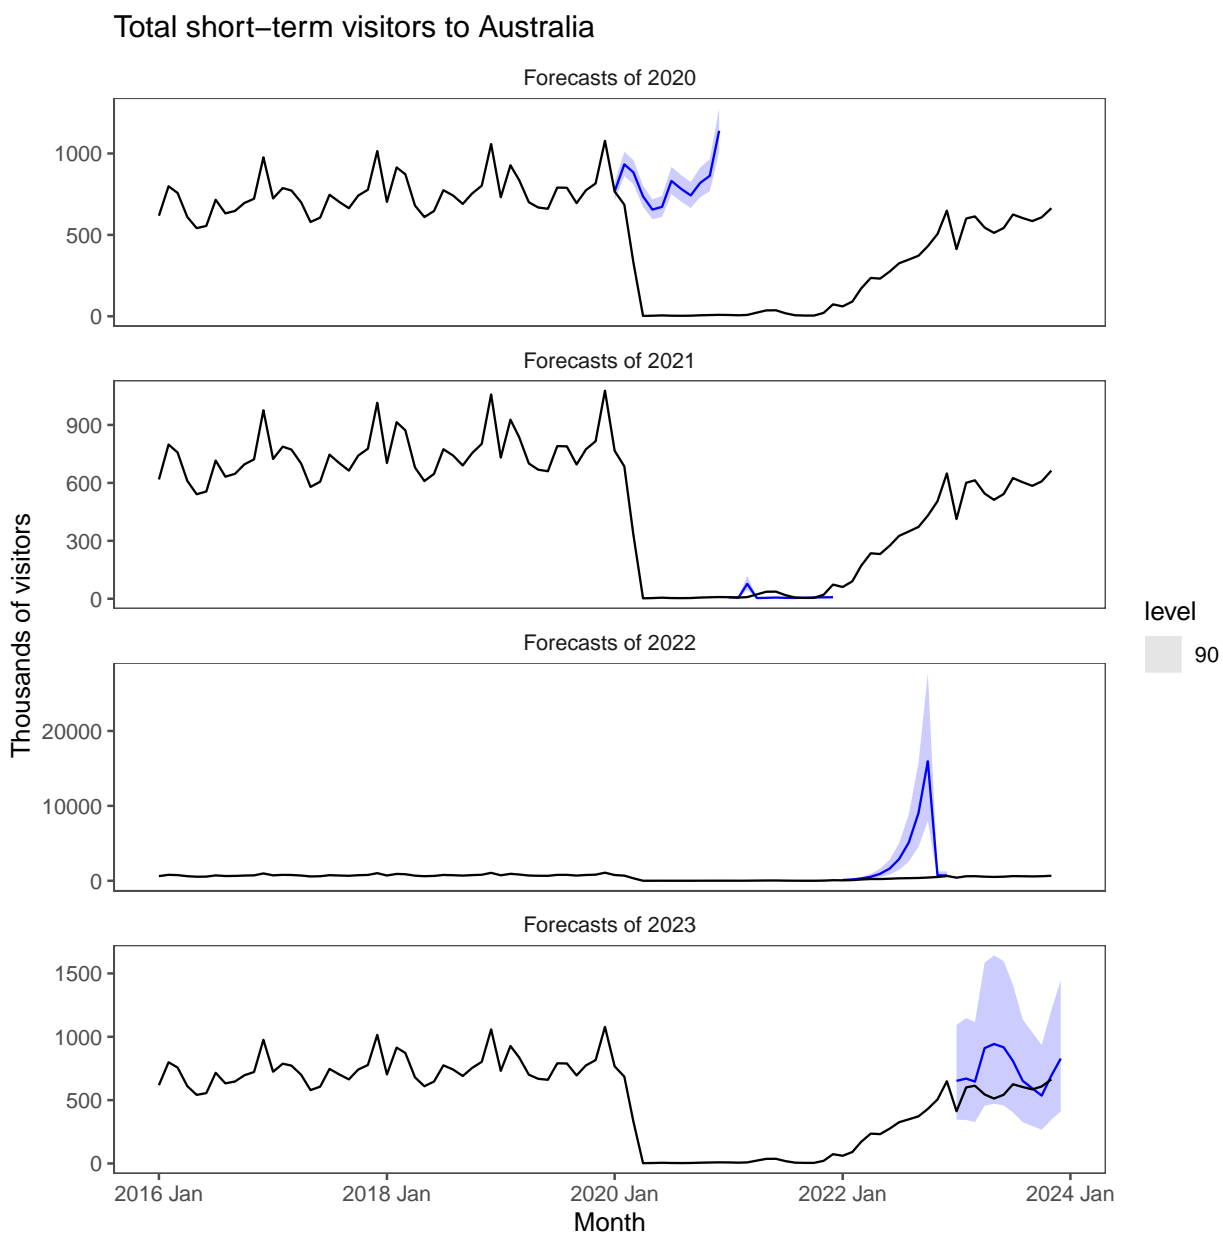 Total short−term visitors to Australia
Forecasts of 2020
1000
500
0
Forecasts of 2021
900
600
300
0
Forecasts of 2022
20000
10000
0
Forecasts of 2023
1500
1000
500
0
2016 Jan 2018 Jan 2020 Jan 2022 Jan 2024 Jan
Month
Thousands of visitors
level
90